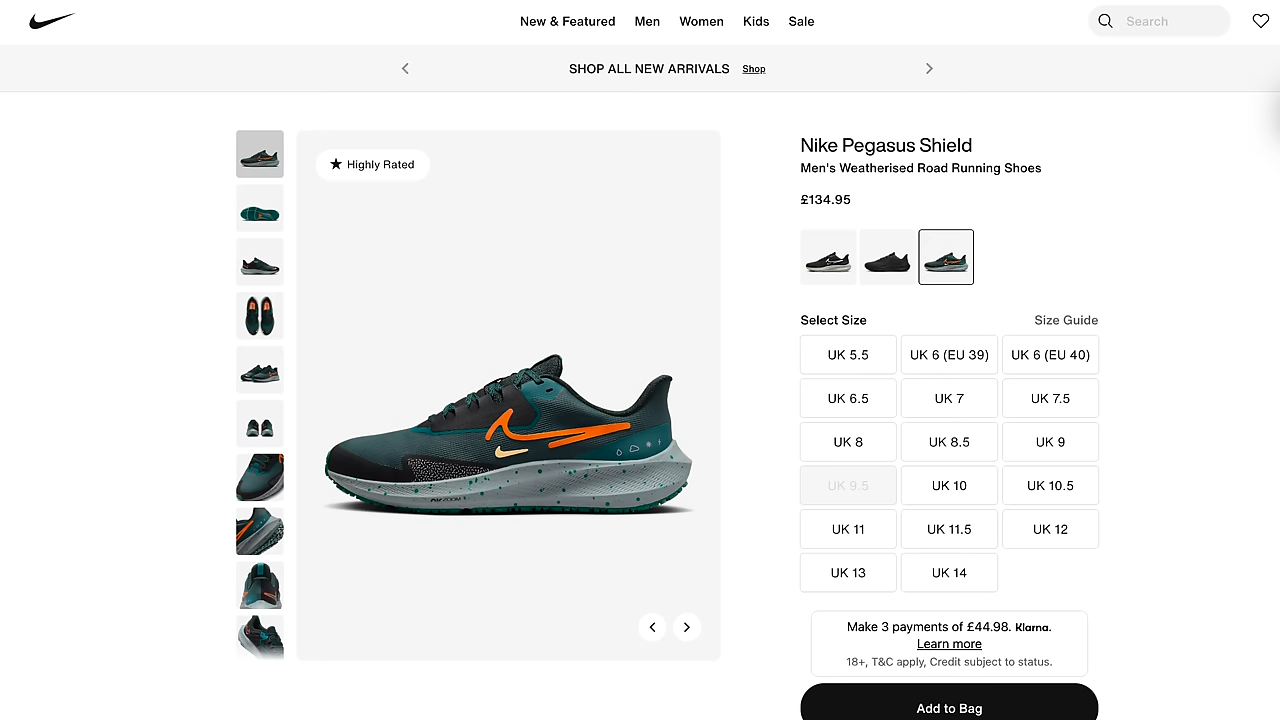 New & Featured
Men
Women
Kids
Sale
Search
SHOP ALL NEW ARRIVALS
Shop
Highly Rated
Nike Pegasus Shield
Men's Weatherised Road Running Shoes
£134.95
Select Size
Size Guide
UK 5.5
UK 6 (EU 39)
UK 6 (EU 40)
UK 6.5
UK 7
UK 7.5
UK 8
UK 8.5
UK 9
UK 9.5
UK 10
UK 10.5
UK 11
UK 11.5
UK 12
UK 13
UK 14
Make 3 payments of £44.98. Klarna.
Learn more
18+, T&C apply, Credit subject to status.
Add to Bag